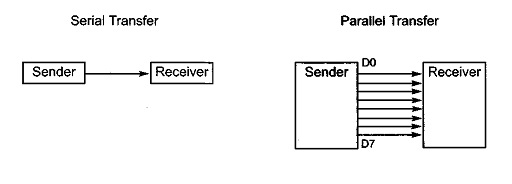 Serial Transfer
Sender
Receiver
Parallel Transfer
Sender
D0
Receiver
D7